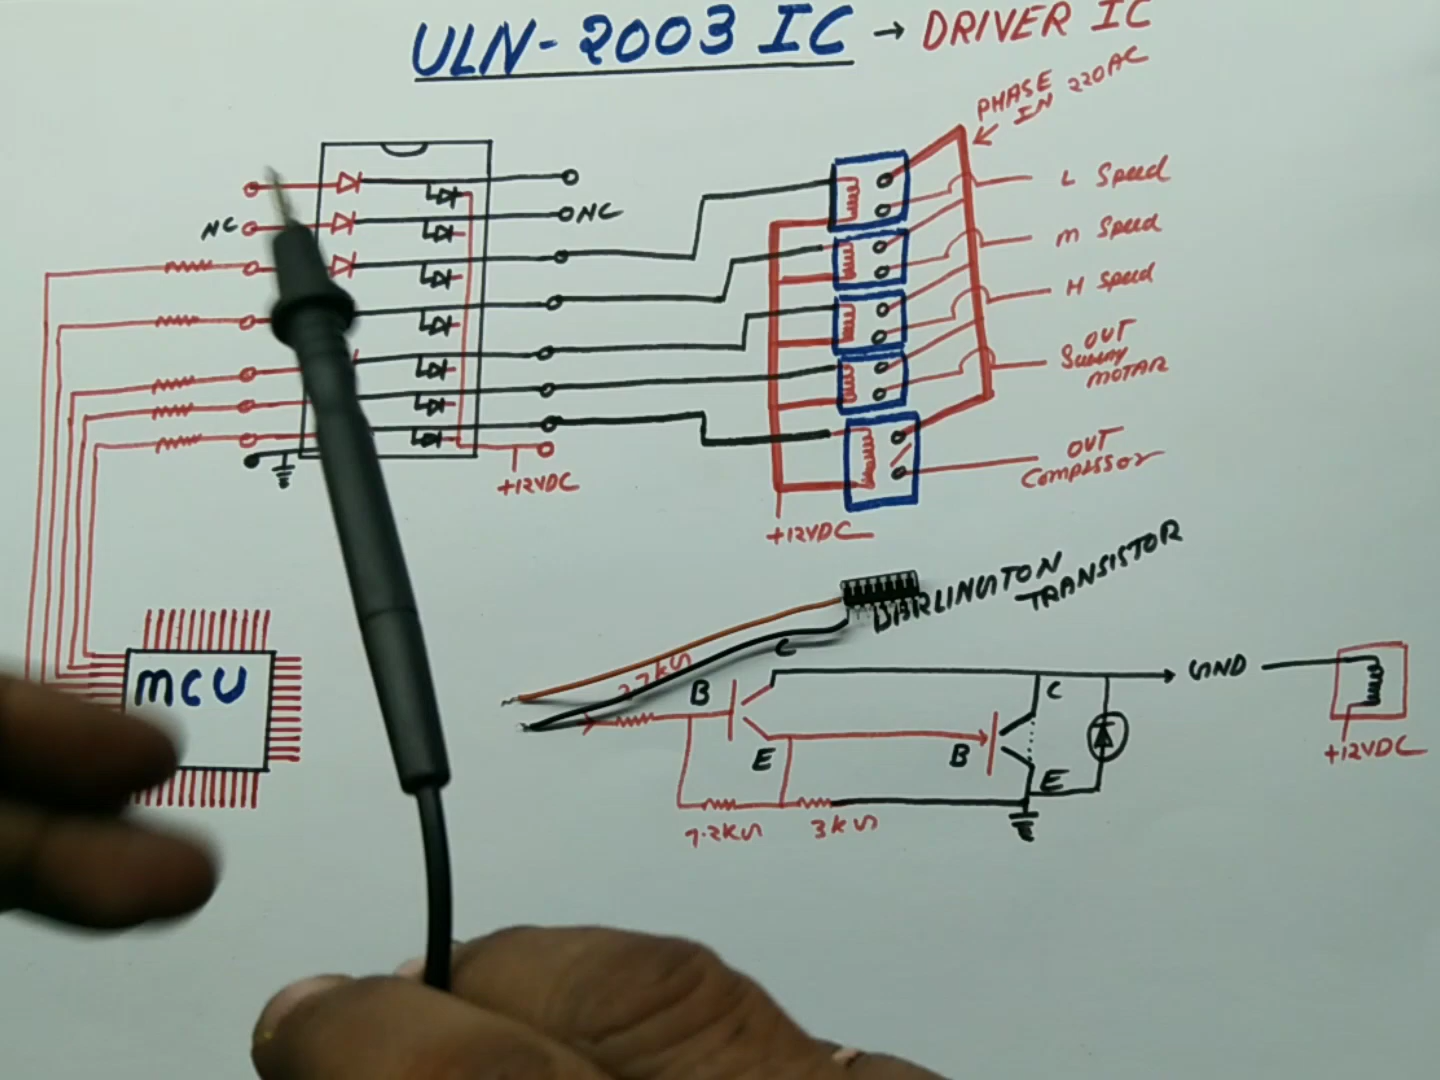 ULN-2003 IC → DRIVER IC
PHASE
IN 220AC
L Speed
NC
NC
M Speed
H Speed
OUT
MOTAR
+12VDC
OUT
Compressor
+12VDC
DARLINGTON
TRANSISTOR
MCU
C
B
GND
C
E
B
E
+12VDC
7.2KΩ
3KΩ